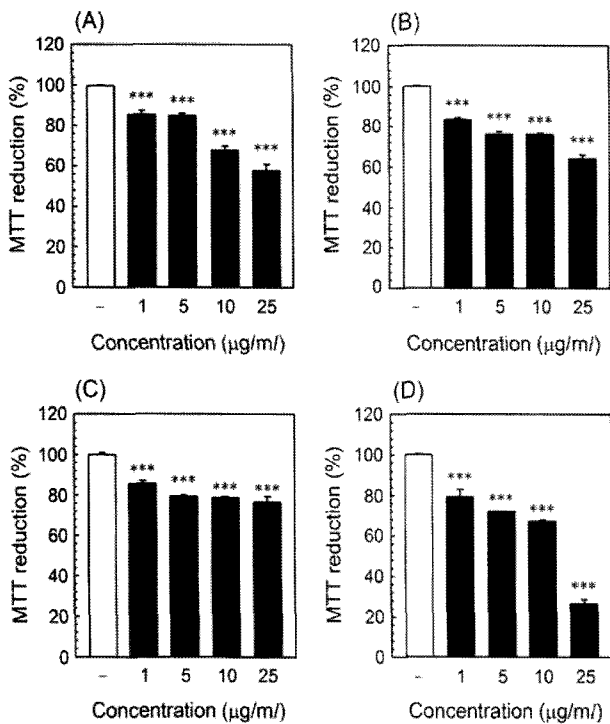 (A)
MTT reduction (%)
120
100
80
60
40
20
0
*** *** *** ***
– 1 5 10 25
Concentration (μg/ml)
(B)
MTT reduction (%)
120
100
80
60
40
20
0
*** *** *** ***
– 1 5 10 25
Concentration (μg/ml)
(C)
MTT reduction (%)
120
100
80
60
40
20
0
*** *** *** ***
– 1 5 10 25
Concentration (μg/ml)
(D)
MTT reduction (%)
120
100
80
60
40
20
0
*** *** *** ***
– 1 5 10 25
Concentration (μg/ml)